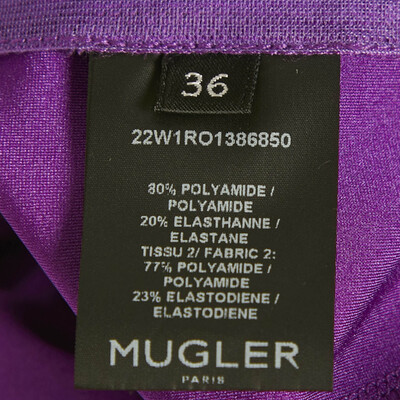 36
22W1RO1386850
80% POLYAMIDE /
POLYAMIDE
20% ELASTHANNE /
ELASTANE
TISSU 2/ FABRIC 2:
77% POLYAMIDE /
POLYAMIDE
23% ELASTODIENE /
ELASTODIENE
MUGLER
PARIS